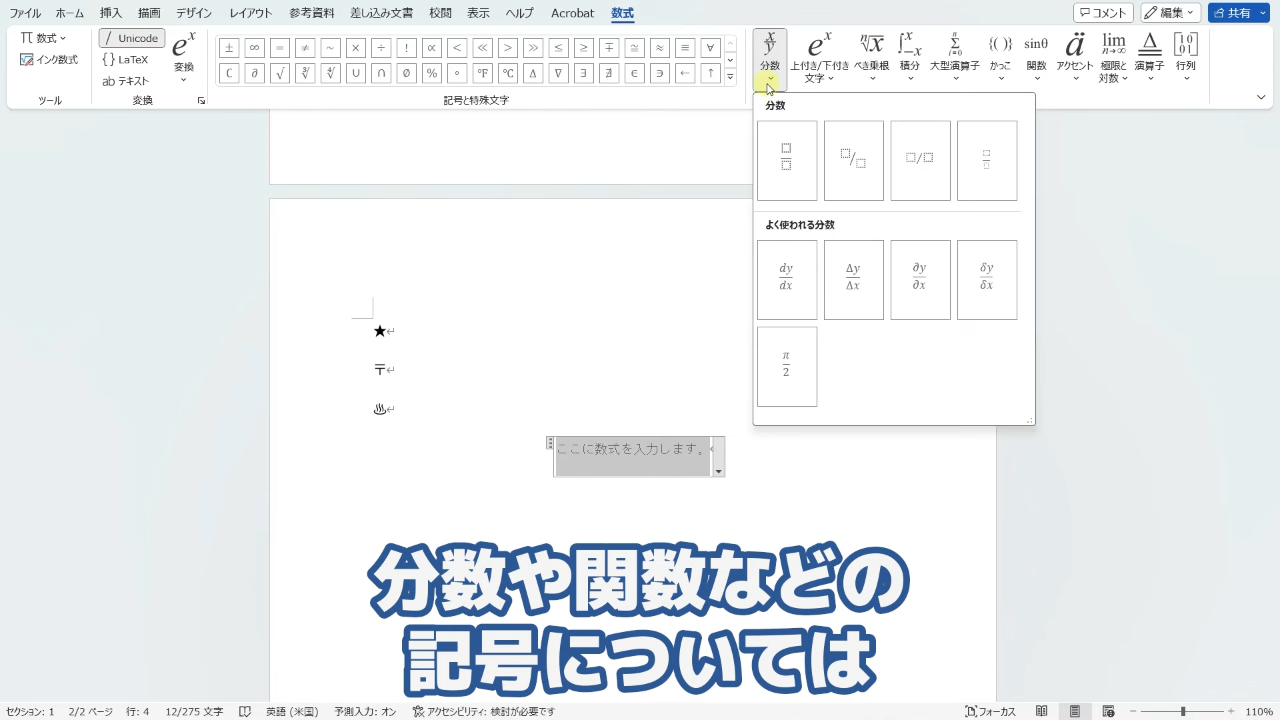 ファイル ホーム 挿入 描画 デザイン レイアウト 参考資料 差し込み文書 校閲 表示 ヘルプ Acrobat 数式 コメント 編集 共有
π 数式 Unicode eˣ 分数 上付き/下付き文字 べき乗根 積分 大型演算子 かっこ 関数 アクセント 極限と対数 演算子 行列
インク数式 {} LaTeX 変換
ab テキスト
± ∞ = ≠ ~ × ÷ ! ∝ < ≪ > ≫ ≤ ≥ ∓ ≅ ≈ ≡ ∀
∁ ∂ √ ∛ ∜ ∪ ∩ ∅ % ° °F °C ∆ ∇ ∃ ∄ ∈ ∋ ← ↑
ツール 変換 記号と特殊文字
分数
よく使われる分数
dy/dx Δy/Δx ∂y/∂x δy/δx
π/2
★↵
〒↵
♨↵
ここに数式を入力します。
分数や関数などの
記号については
セクション: 1 2/2 ページ 行: 4 12/275 文字 英語 (米国) 予測入力: オン アクセシビリティ: 検討が必要です フォーカス 110%